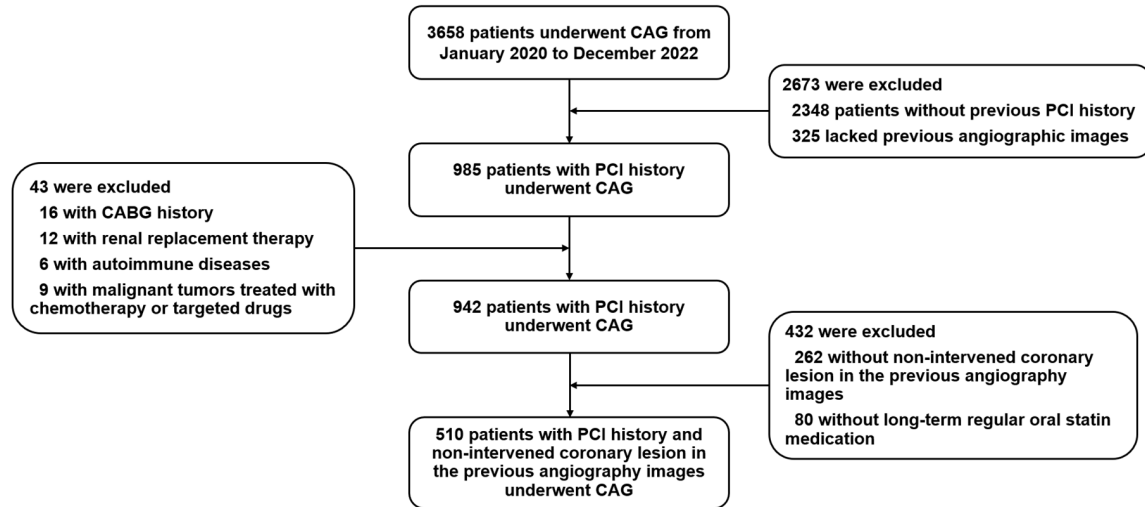 3658 patients underwent CAG from
January 2020 to December 2022
2673 were excluded
2348 patients without previous PCI history
325 lacked previous angiographic images
985 patients with PCI history
underwent CAG
43 were excluded
16 with CABG history
12 with renal replacement therapy
6 with autoimmune diseases
9 with malignant tumors treated with
chemotherapy or targeted drugs
942 patients with PCI history
underwent CAG
432 were excluded
262 without non-intervened coronary
lesion in the previous angiography
images
80 without long-term regular oral statin
medication
510 patients with PCI history and
non-intervened coronary lesion in
the previous angiography images
underwent CAG